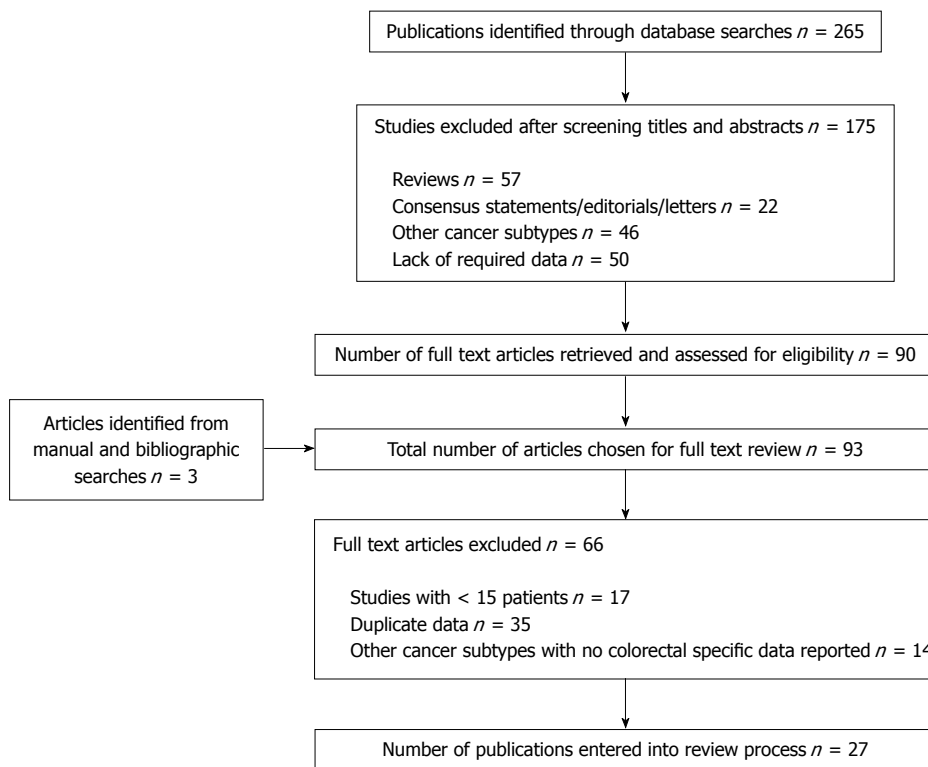 Publications identified through database searches n = 265
Studies excluded after screening titles and abstracts n = 175
Reviews n = 57
Consensus statements/editorials/letters n = 22
Other cancer subtypes n = 46
Lack of required data n = 50
Number of full text articles retrieved and assessed for eligibility n = 90
Articles identified from
manual and bibliographic
searches n = 3
Total number of articles chosen for full text review n = 93
Full text articles excluded n = 66
Studies with < 15 patients n = 17
Duplicate data n = 35
Other cancer subtypes with no colorectal specific data reported n = 14
Number of publications entered into review process n = 27